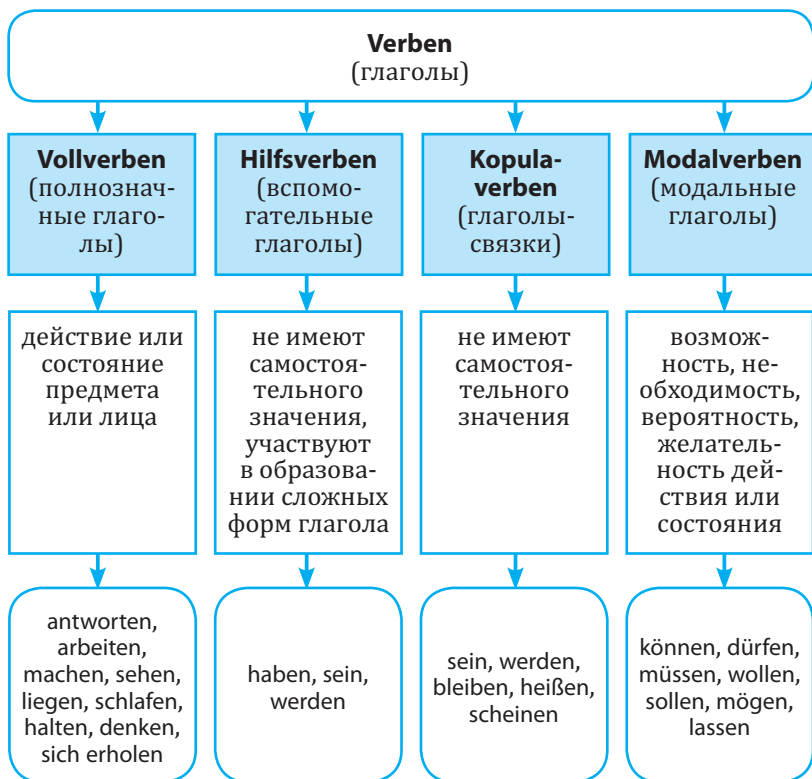 Verben
(глаголы)
Vollverben
(полнознач-
ные глаго-
лы)
Hilfsverben
(вспомо-
гательные
глаголы)
Kopula-
verben
(глаголы-
связки)
Modalverben
(модальные
глаголы)
действие или
состояние
предмета
или лица
не имеют
самостоя-
тельного
значения,
участвуют
в образова-
нии сложных
форм глагола
не имеют
самостоя-
тельного
значения
возмож-
ность, не-
обходимость,
вероятность,
желатель-
ность дей-
ствия или
состояния
antworten,
arbeiten,
machen, sehen,
liegen, schlafen,
halten, denken,
sich erholen
haben, sein,
werden
sein, werden,
bleiben, heißen,
scheinen
können, dürfen,
müssen, wollen,
sollen, mögen,
lassen